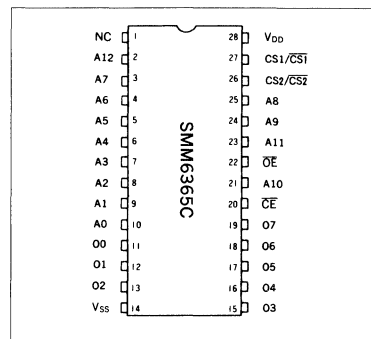 NC 1 28 VDD
A12 2 27 CS1/CS1
A7 3 26 CS2/CS2
A6 4 25 A8
A5 5 24 A9
A4 6 23 A11
A3 7 22 OE
A2 8 21 A10
A1 9 20 CE
A0 10 19 O7
O0 11 18 O6
O1 12 17 O5
O2 13 16 O4
VSS 14 15 O3
SMM6365C